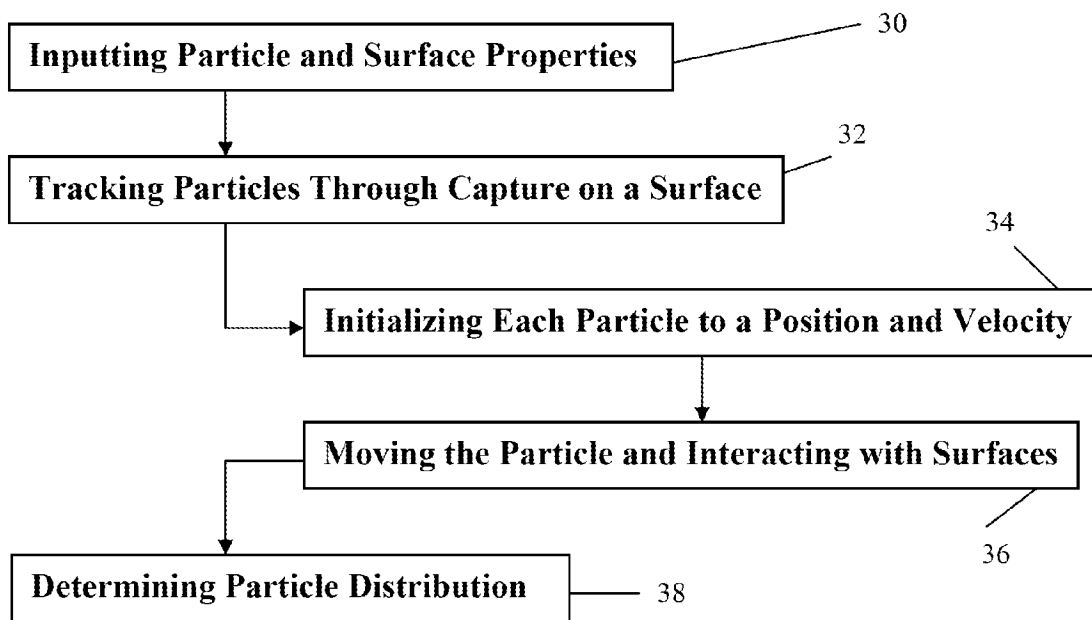 30
Inputting Particle and Surface Properties
32
Tracking Particles Through Capture on a Surface
34
Initializing Each Particle to a Position and Velocity
Moving the Particle and Interacting with Surfaces
36
Determining Particle Distribution
38